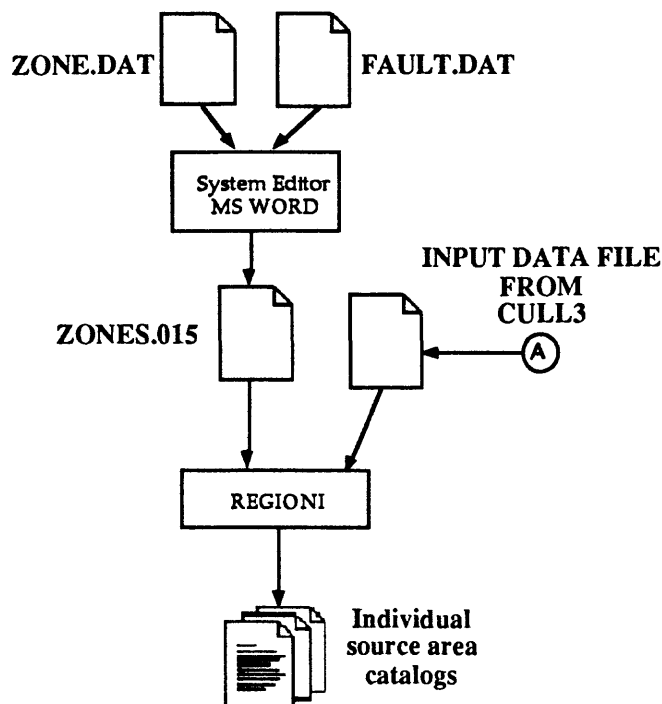 ZONE.DAT
FAULT.DAT
System Editor
MS WORD
INPUT DATA FILE
FROM
CULL3
ZONES.015
A
REGIONI
Individual
source area
catalogs